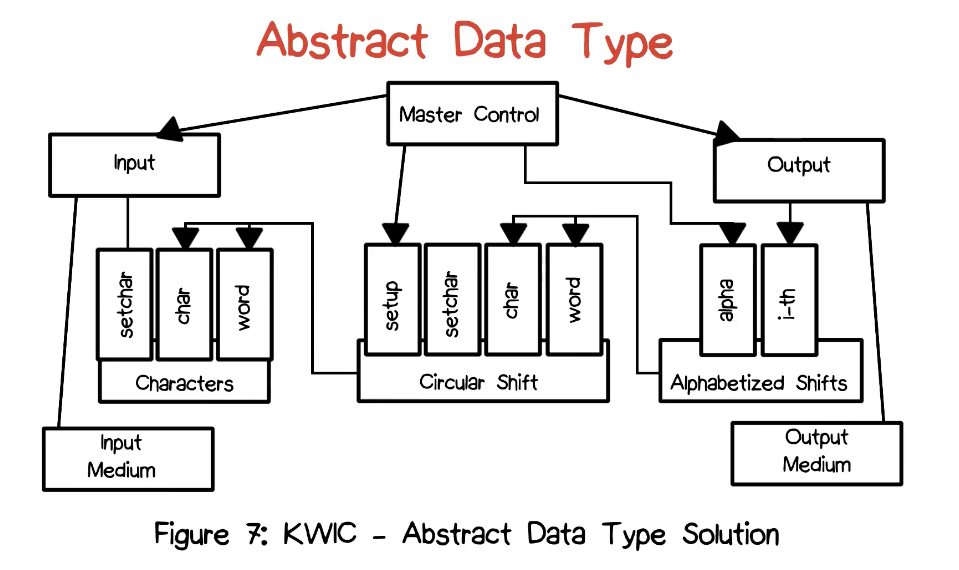 Abstract Data Type
Master Control
Input
Output
setchar
char
word
setup
setchar
char
word
alpha
i-th
Characters
Circular Shift
Alphabetized Shifts
Input
Medium
Output
Medium
Figure 7: KWIC - Abstract Data Type Solution